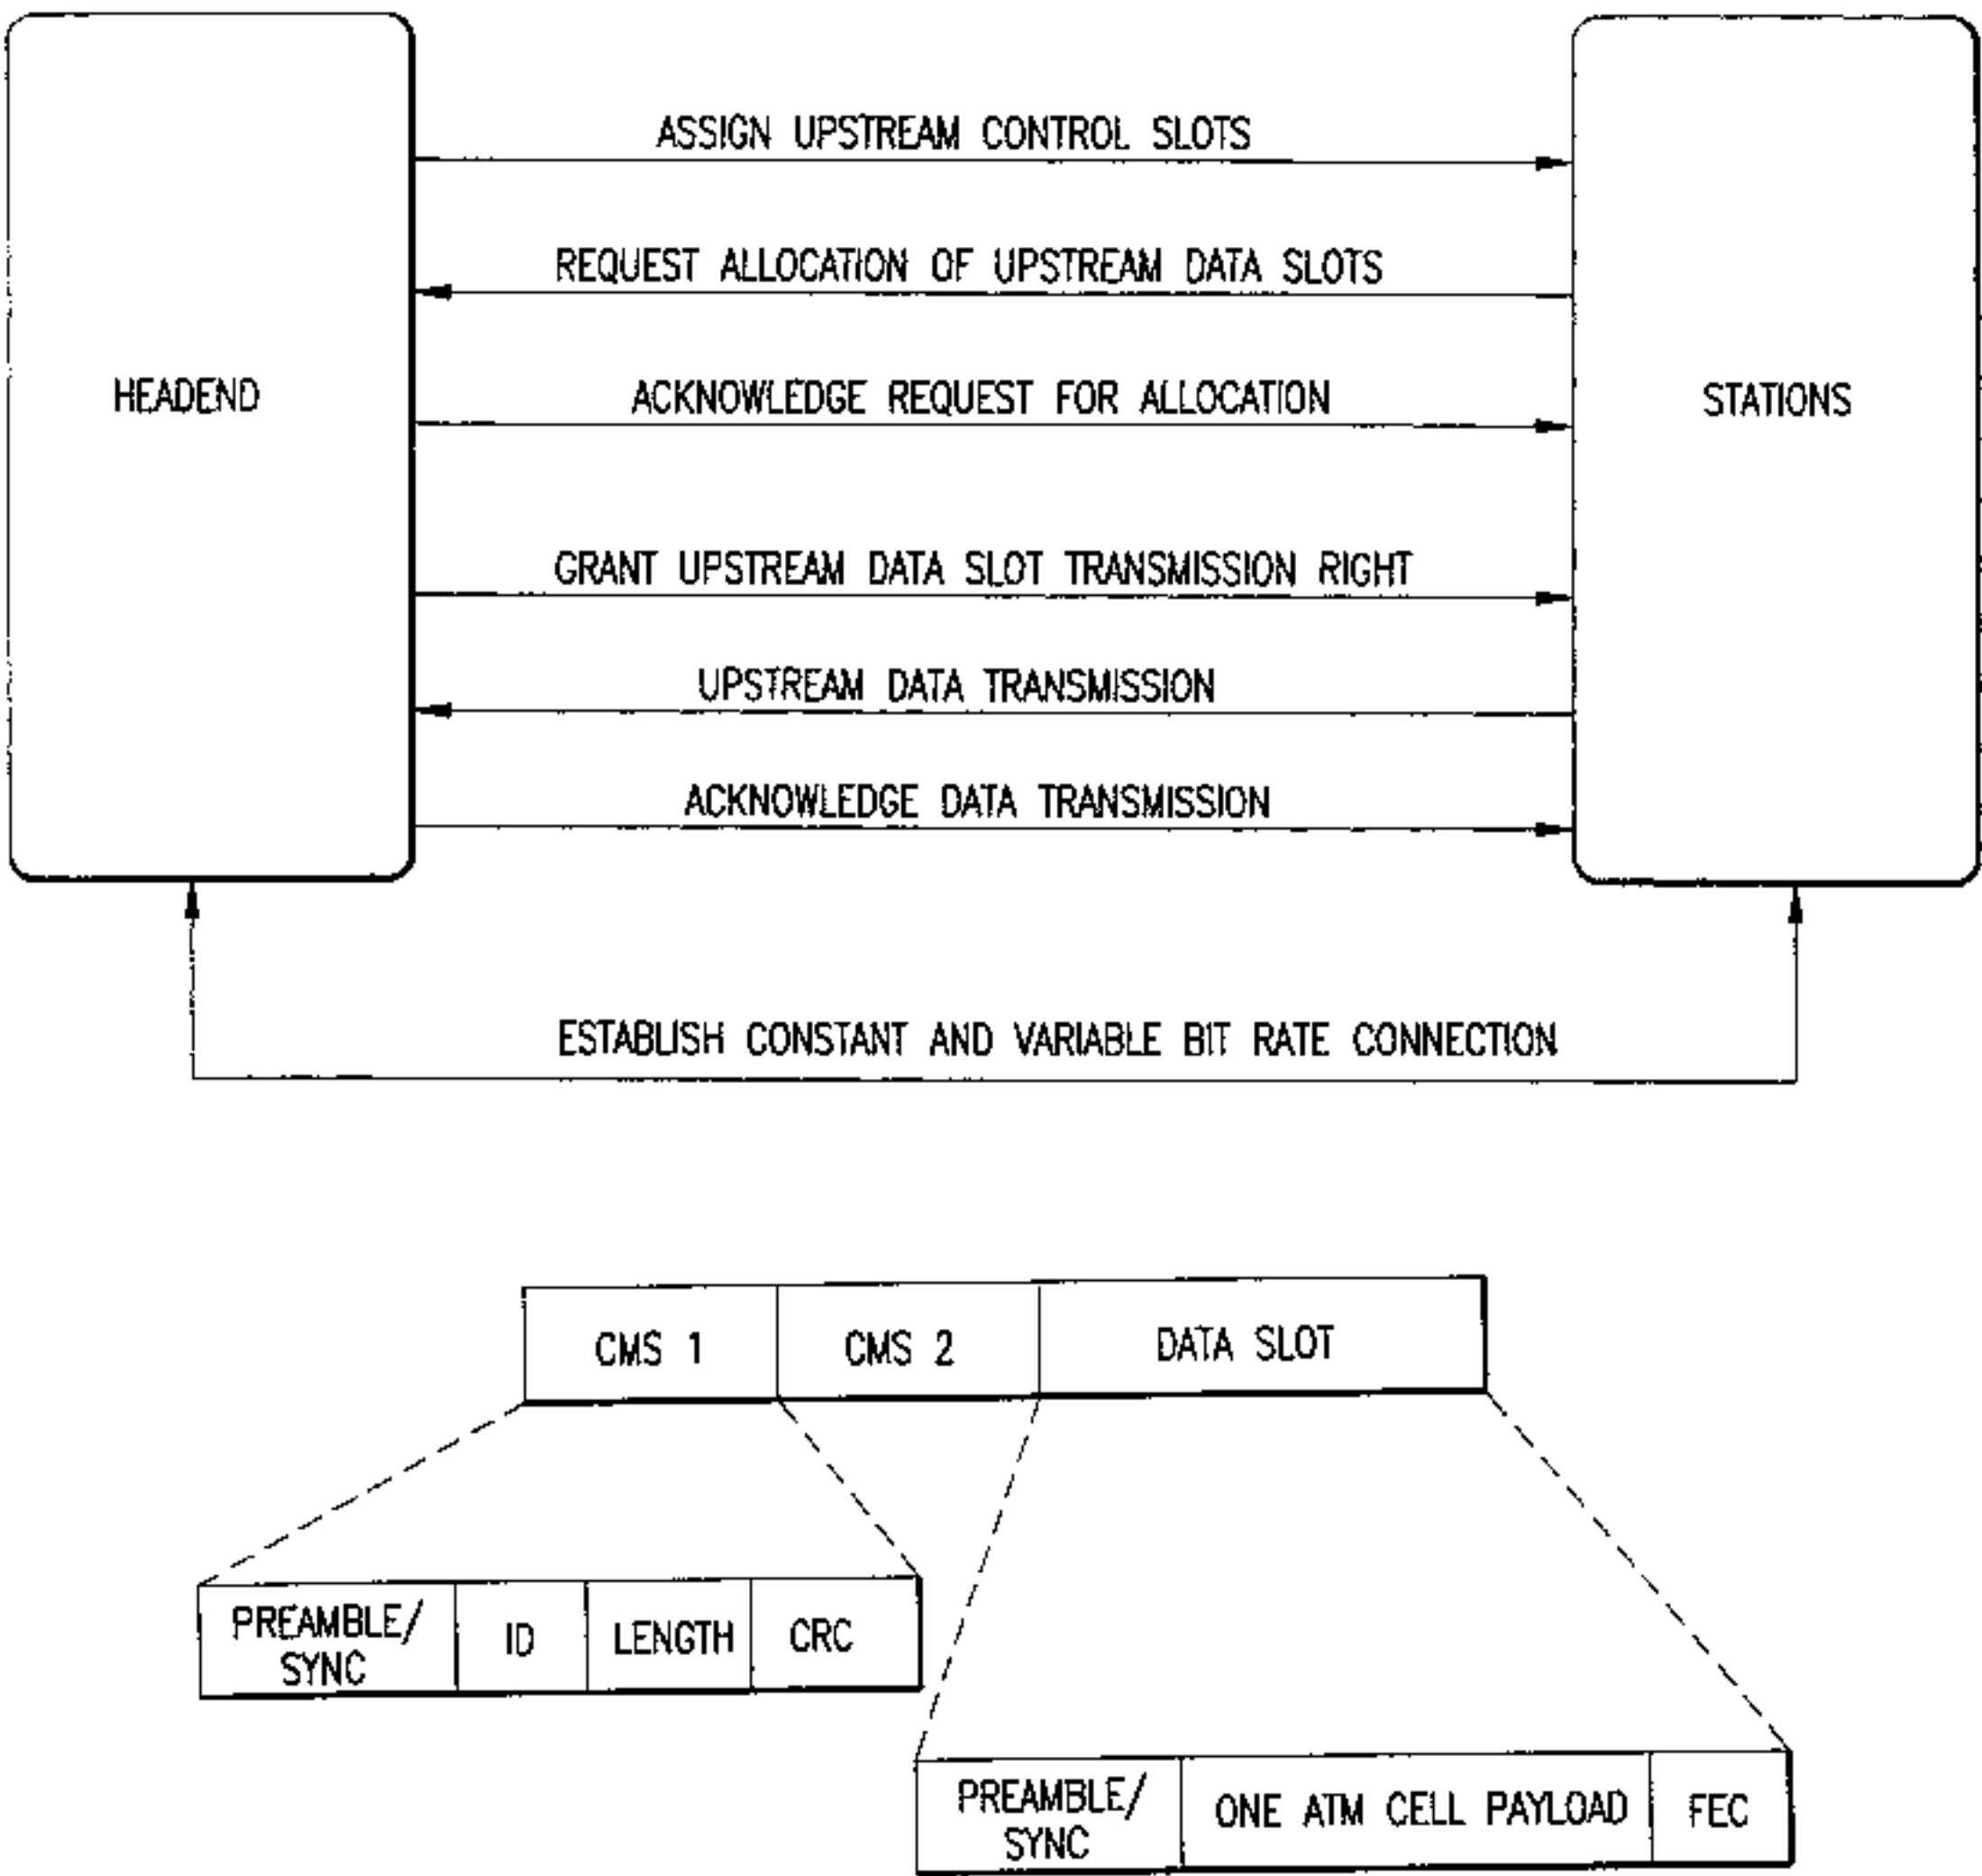 ASSIGN UPSTREAM CONTROL SLOTS
REQUEST ALLOCATION OF UPSTREAM DATA SLOTS
HEADEND
ACKNOWLEDGE REQUEST FOR ALLOCATION
STATIONS
GRANT UPSTREAM DATA SLOT TRANSMISSION RIGHT
UPSTREAM DATA TRANSMISSION
ACKNOWLEDGE DATA TRANSMISSION
ESTABLISH CONSTANT AND VARIABLE BIT RATE CONNECTION
CMS 1
CMS 2
DATA SLOT
PREAMBLE/
SYNC
ID
LENGTH
CRC
PREAMBLE/
SYNC
ONE ATM CELL PAYLOAD
FEC